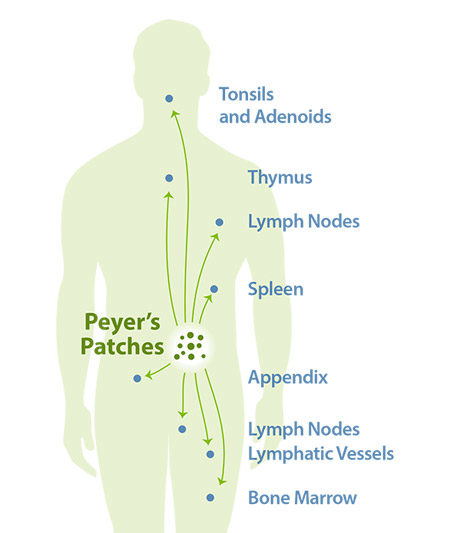 Tonsils
and Adenoids
Thymus
Lymph Nodes
Spleen
Peyer's
Patches
Appendix
Lymph Nodes
Lymphatic Vessels
Bone Marrow